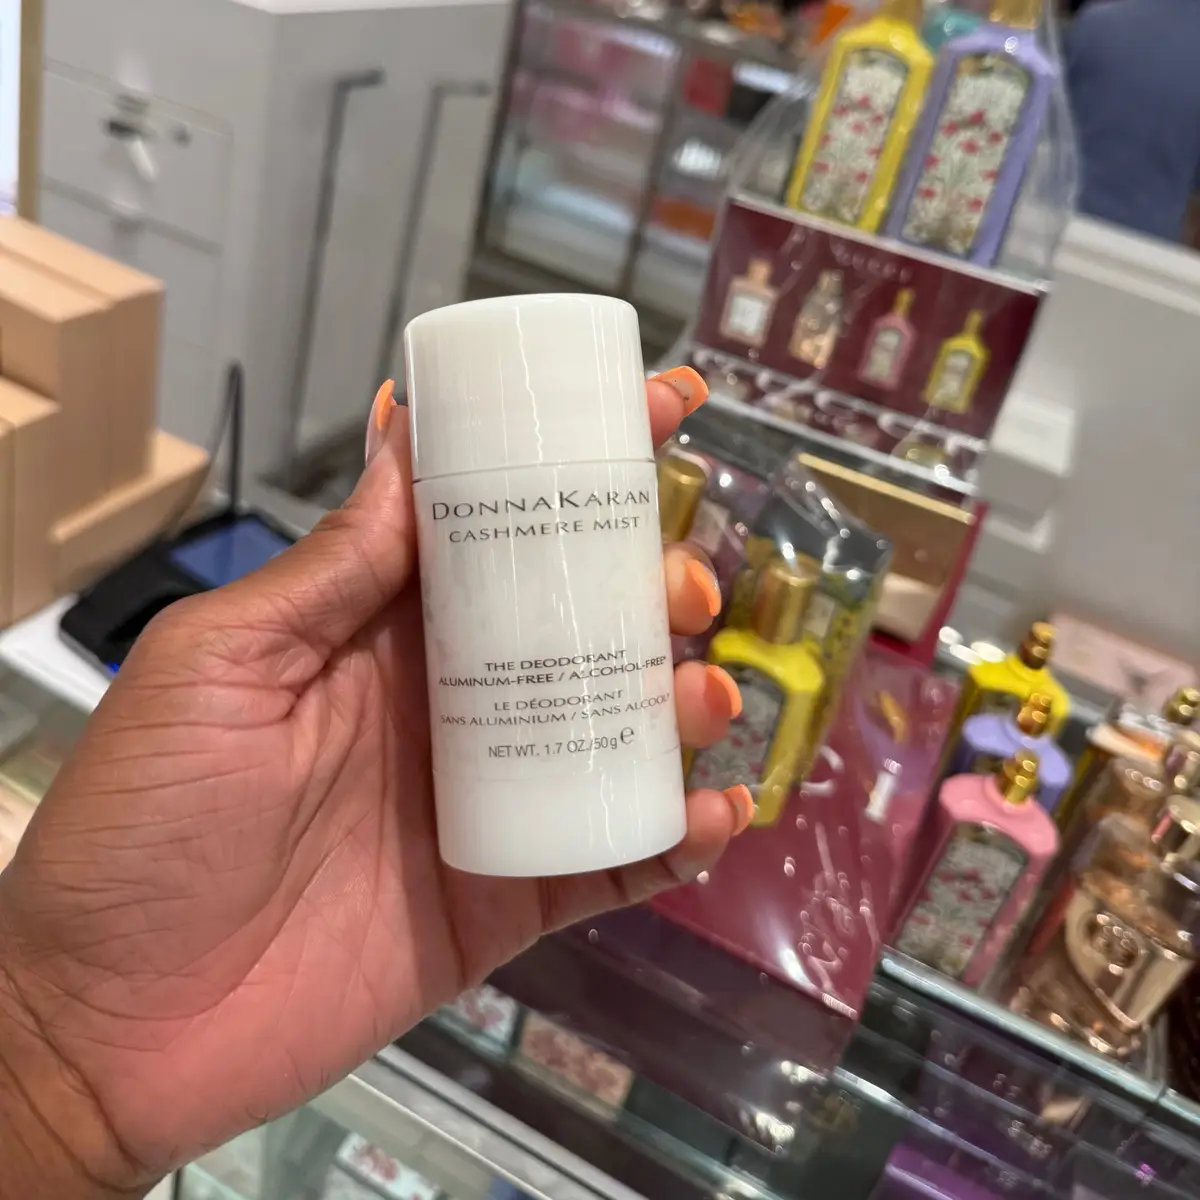 DONNAKARAN
CASHMERE MIST
THE DEODORANT
ALUMINUM-FREE / ALCOHOL-FREE*
LE DÉODORANT
SANS ALUMINIUM / SANS ALCOOL*
NET WT. 1.7 OZ./50g ℮
GUCCI